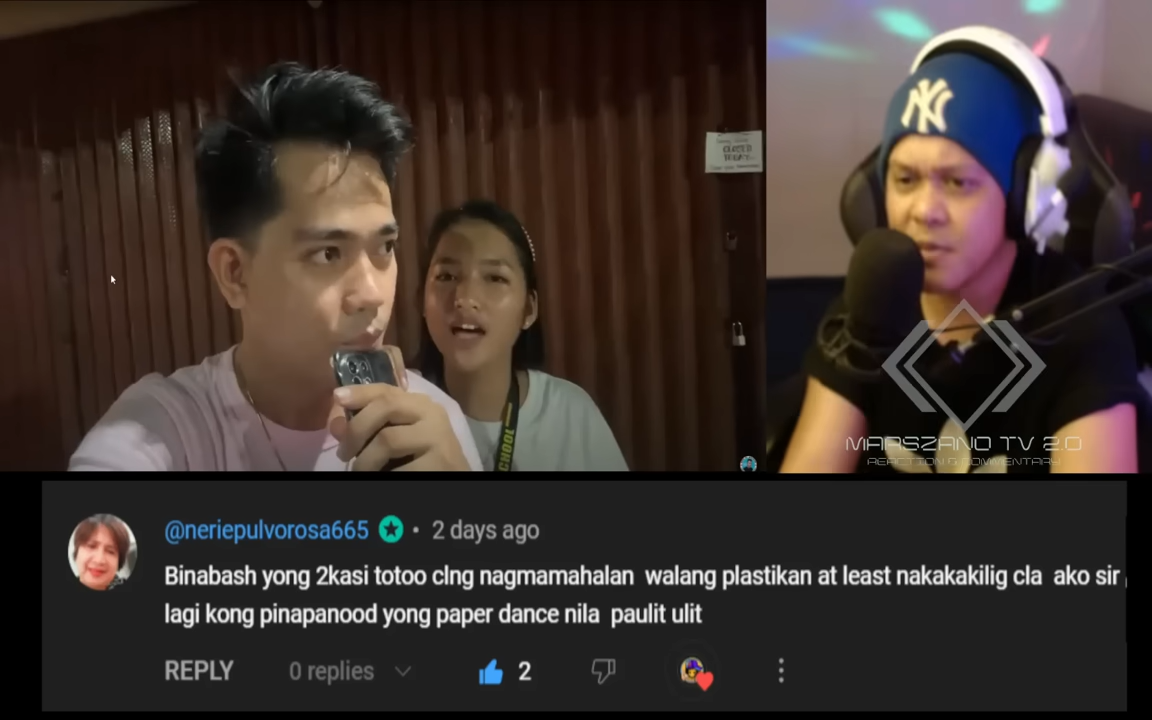 NY
CLOSED
TODAY
CHOOL
MARSZANO TV 2.0
REACTION & COMMENTARY
@neriepulvorosa665 • 2 days ago
Binabash yong 2kasi totoo clng nagmamahalan walang plastikan at least nakakakilig cla ako sir
lagi kong pinapanood yong paper dance nila paulit ulit
REPLY 0 replies 2